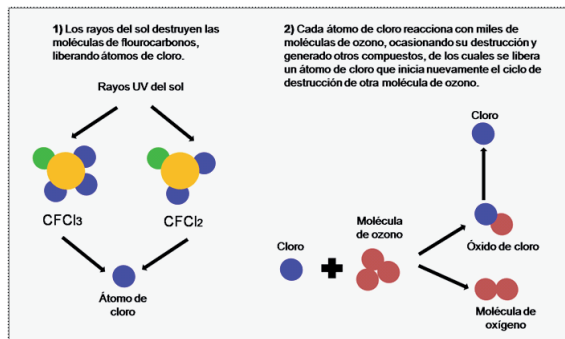 1) Los rayos del sol destruyen las
moléculas de flourocarbonos,
liberando átomos de cloro.
Rayos UV del sol
CFCl3
CFCl2
Átomo de
cloro
2) Cada átomo de cloro reacciona con miles de
moléculas de ozono, ocasionando su destrucción y
generado otros compuestos, de los cuales se libera
un átomo de cloro que inicia nuevamente el ciclo de
destrucción de otra molécula de ozono.
Cloro
Molécula
de ozono
Cloro
Óxido de cloro
Molécula de
oxígeno